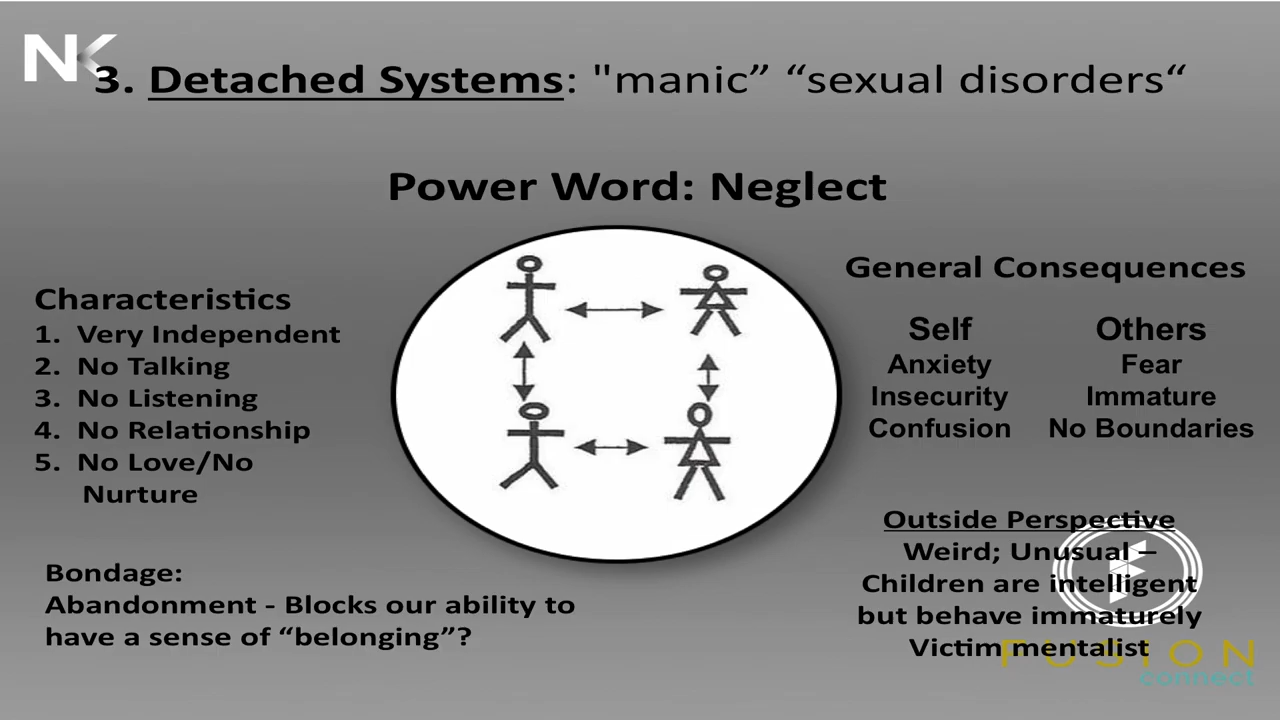 NK
3. Detached Systems: "manic” “sexual disorders“
Power Word: Neglect
Characteristics
1. Very Independent
2. No Talking
3. No Listening
4. No Relationship
5. No Love/No
Nurture
General Consequences
Self
Anxiety
Insecurity
Confusion
Others
Fear
Immature
No Boundaries
Bondage:
Abandonment - Blocks our ability to
have a sense of “belonging”?
Outside Perspective
Weird; Unusual –
Children are intelligent
but behave immaturely
Victim mentalist
FUSION
connect